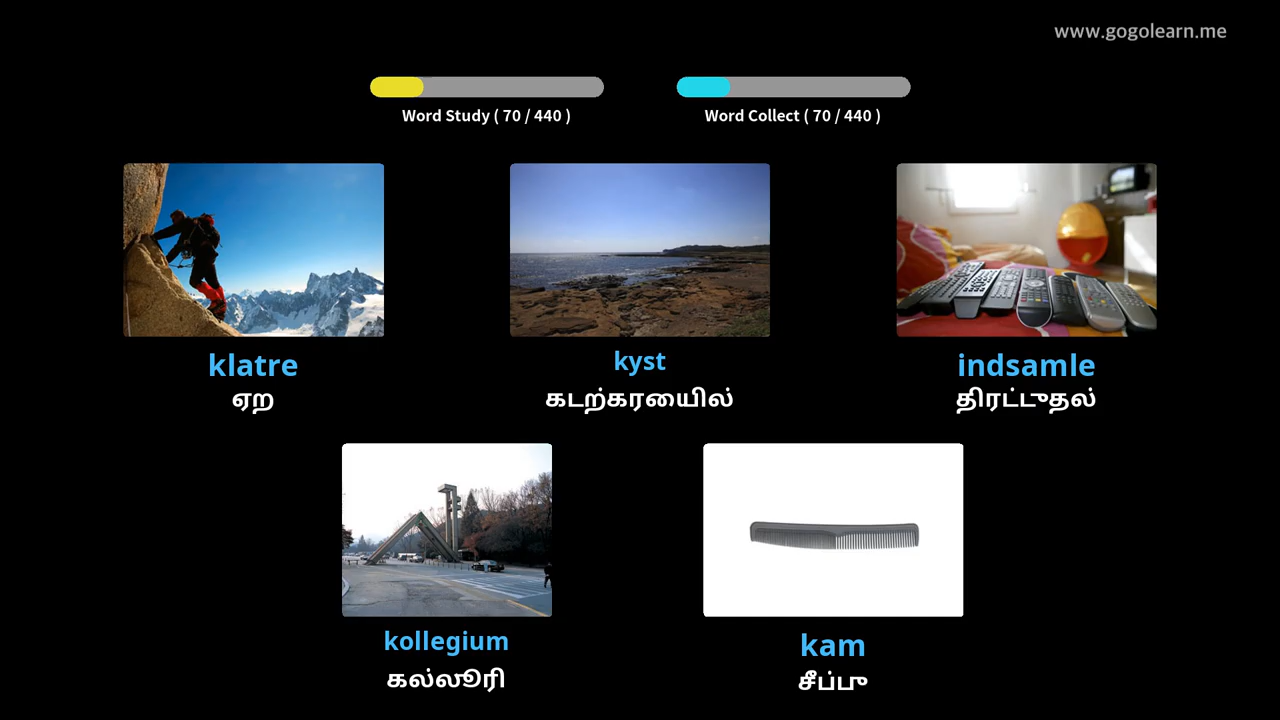 www.gogolearn.me
Word Study ( 70 / 440 )
Word Collect ( 70 / 440 )
klatre
ஏற
kyst
கடற்கரையில்
indsamle
திரட்டுதல்
kollegium
கல்லூரி
kam
சீப்பு